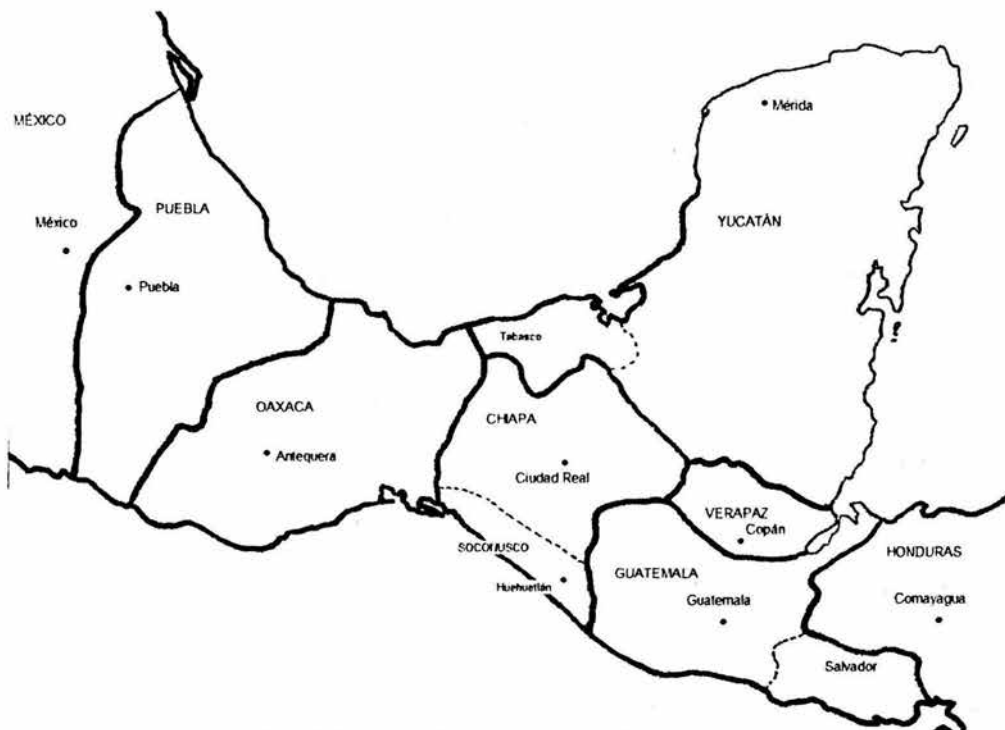 Mérida
MÉXICO
PUEBLA
México
YUCATÁN
Puebla
Tabasco
OAXACA
CHIAPA
Antequera
Ciudad Real
VERAPAZ
Copán
SOCONUSCO
HONDURAS
GUATEMALA
Huehuetlán
Guatemala
Comayagua
Salvador